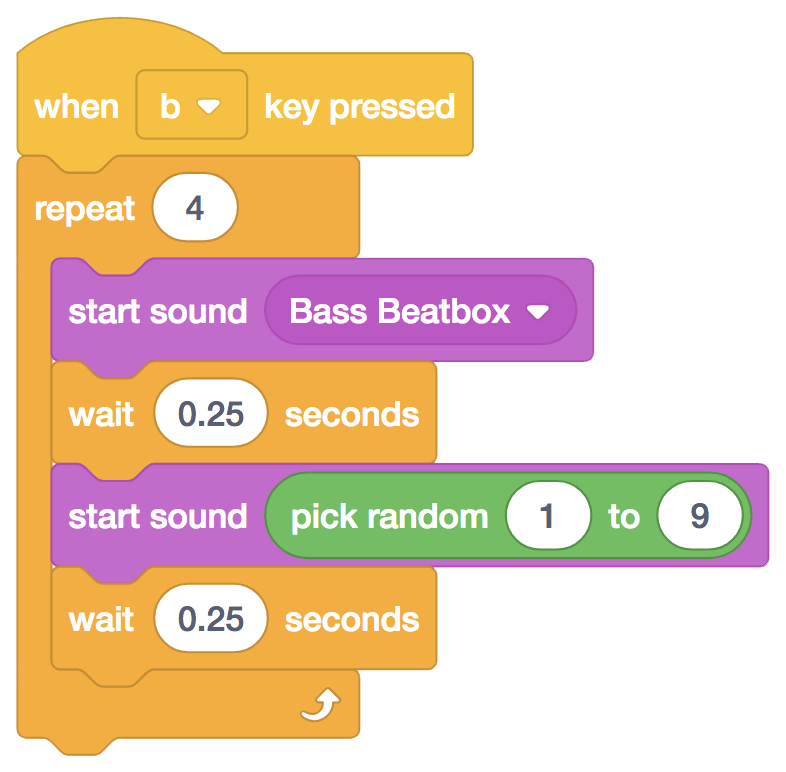 when b key pressed
repeat 4
start sound Bass Beatbox
wait 0.25 seconds
start sound pick random 1 to 9
wait 0.25 seconds